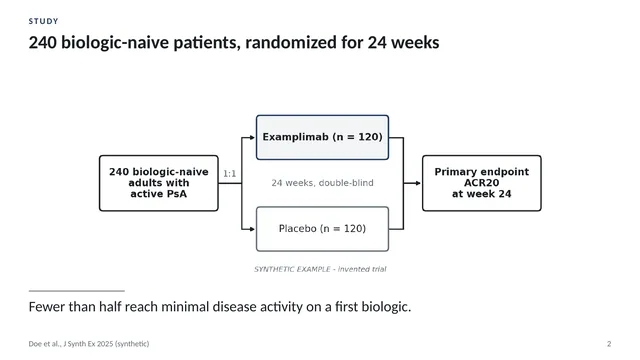 STUDY
240 biologic-naive patients, randomized for 24 weeks
240 biologic-naive
adults with
active PsA
1:1
Examplimab (n = 120)
24 weeks, double-blind
Placebo (n = 120)
Primary endpoint
ACR20
at week 24
SYNTHETIC EXAMPLE - invented trial
Fewer than half reach minimal disease activity on a first biologic.
Doe et al., J Synth Ex 2025 (synthetic)
2